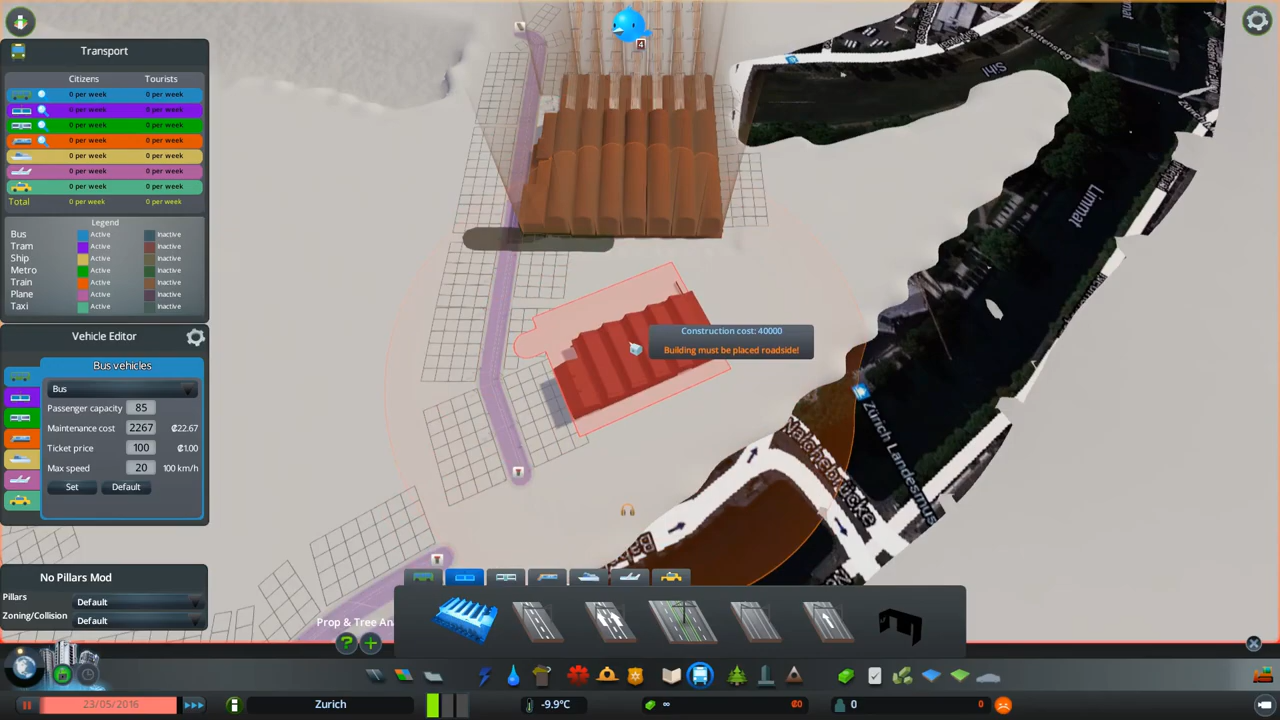 Transport
Citizens Tourists
0 per week 0 per week
0 per week 0 per week
0 per week 0 per week
0 per week 0 per week
0 per week 0 per week
0 per week 0 per week
0 per week 0 per week
Total 0 per week 0 per week
Legend
Bus Active Inactive
Tram Active Inactive
Ship Active Inactive
Metro Active Inactive
Train Active Inactive
Plane Active Inactive
Taxi Active Inactive
Vehicle Editor
Bus vehicles
Bus
Passenger capacity 85
Maintenance cost 2267 ₡22.67
Ticket price 100 ₡1.00
Max speed 20 100 km/h
Set Default
No Pillars Mod
Pillars Default
Zoning/Collision Default
4
Construction cost: 40000
Building must be placed roadside!
Mattensteg
Sihl
Limmat
Limmat
Zürich Landesmus
Walchebrücke
Prop & Tree An
?
+
23/05/2016
Zurich
-9.9°C
∞
₡0
0
0